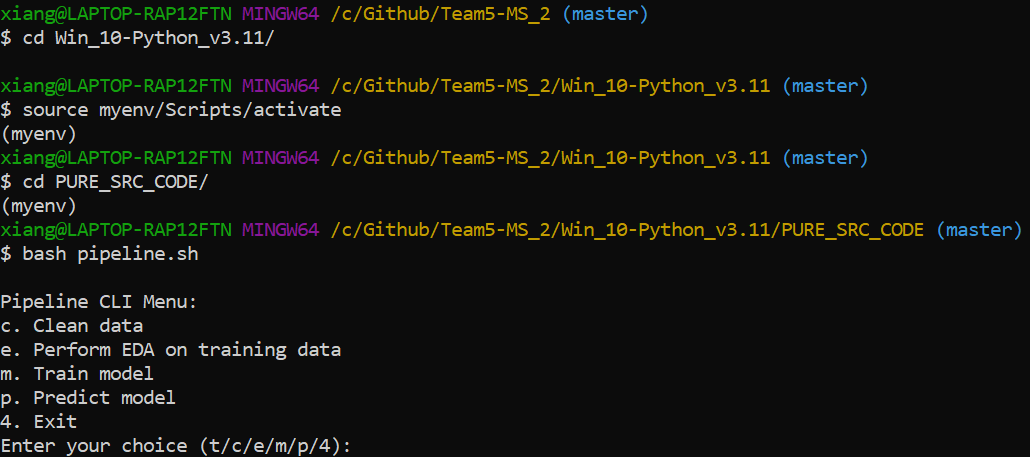 xiang@LAPTOP-RAP12FTN MINGW64 /c/Github/Team5-MS_2 (master)
$ cd Win_10-Python_v3.11/
xiang@LAPTOP-RAP12FTN MINGW64 /c/Github/Team5-MS_2/Win_10-Python_v3.11 (master)
$ source myenv/Scripts/activate
(myenv)
xiang@LAPTOP-RAP12FTN MINGW64 /c/Github/Team5-MS_2/Win_10-Python_v3.11 (master)
$ cd PURE_SRC_CODE/
(myenv)
xiang@LAPTOP-RAP12FTN MINGW64 /c/Github/Team5-MS_2/Win_10-Python_v3.11/PURE_SRC_CODE (master)
$ bash pipeline.sh
Pipeline CLI Menu:
c. Clean data
e. Perform EDA on training data
m. Train model
p. Predict model
4. Exit
Enter your choice (t/c/e/m/p/4):